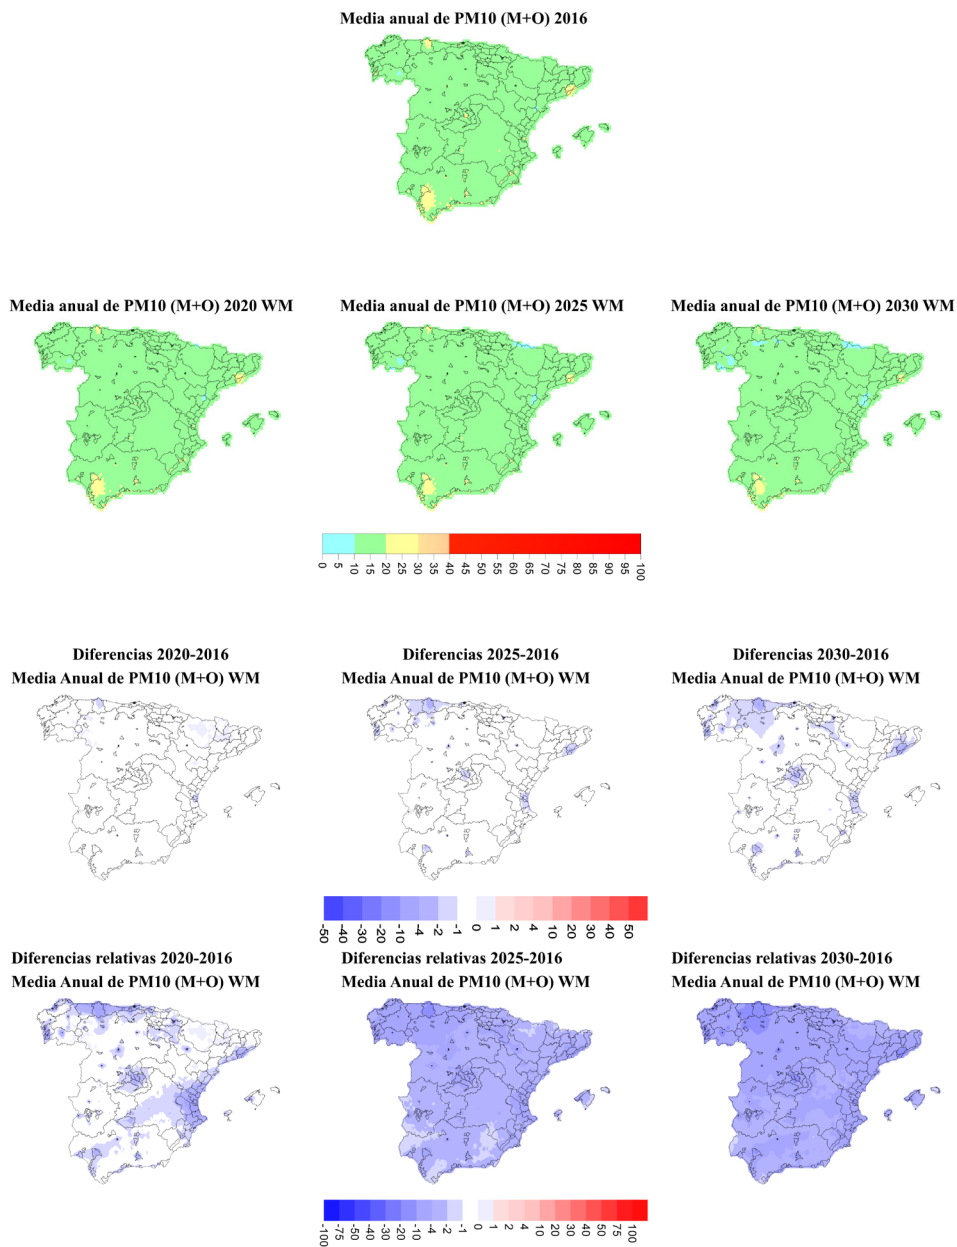 Media anual de PM10 (M+O) 2016
Media anual de PM10 (M+O) 2020 WM
Media anual de PM10 (M+O) 2025 WM
Media anual de PM10 (M+O) 2030 WM
0 5 10 15 20 25 30 35 40 45 50 55 60 65 70 75 80 85 90 95 100
Diferencias 2020-2016
Media Anual de PM10 (M+O) WM
Diferencias 2025-2016
Media Anual de PM10 (M+O) WM
Diferencias 2030-2016
Media Anual de PM10 (M+O) WM
-50 -40 -30 -20 -10 -4 -2 -1 0 1 2 4 10 20 30 40 50
Diferencias relativas 2020-2016
Media Anual de PM10 (M+O) WM
Diferencias relativas 2025-2016
Media Anual de PM10 (M+O) WM
Diferencias relativas 2030-2016
Media Anual de PM10 (M+O) WM
-100 -75 -50 -40 -20 -10 -4 -2 -1 0 1 2 4 10 20 40 50 75 100